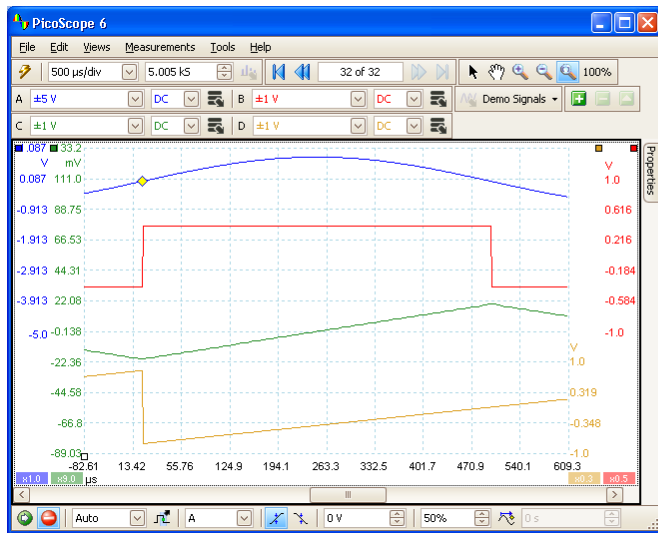 PicoScope 6
File Edit Views Measurements Tools Help
500 µs/div 5.005 kS 32 of 32 100%
A ±5 V DC B ±1 V DC Demo Signals
C ±1 V DC D ±1 V DC
.087 33.2
V mV V
0.087 111.0 1.0
-0.913 88.75 0.616
-1.913 66.53 0.216
-2.913 44.31 -0.184
-3.913 22.08 -0.584
-5.0 -0.138 -1.0
V
-22.36 1.0
-44.58 0.319
-66.8 -0.348
-89.03 -1.0
-82.61 13.42 55.76 124.9 194.1 263.3 332.5 401.7 470.9 540.1 609.3
x1.0 x9.0 µs x0.3 x0.5
Auto A 0 V 50% 0 s
Properties